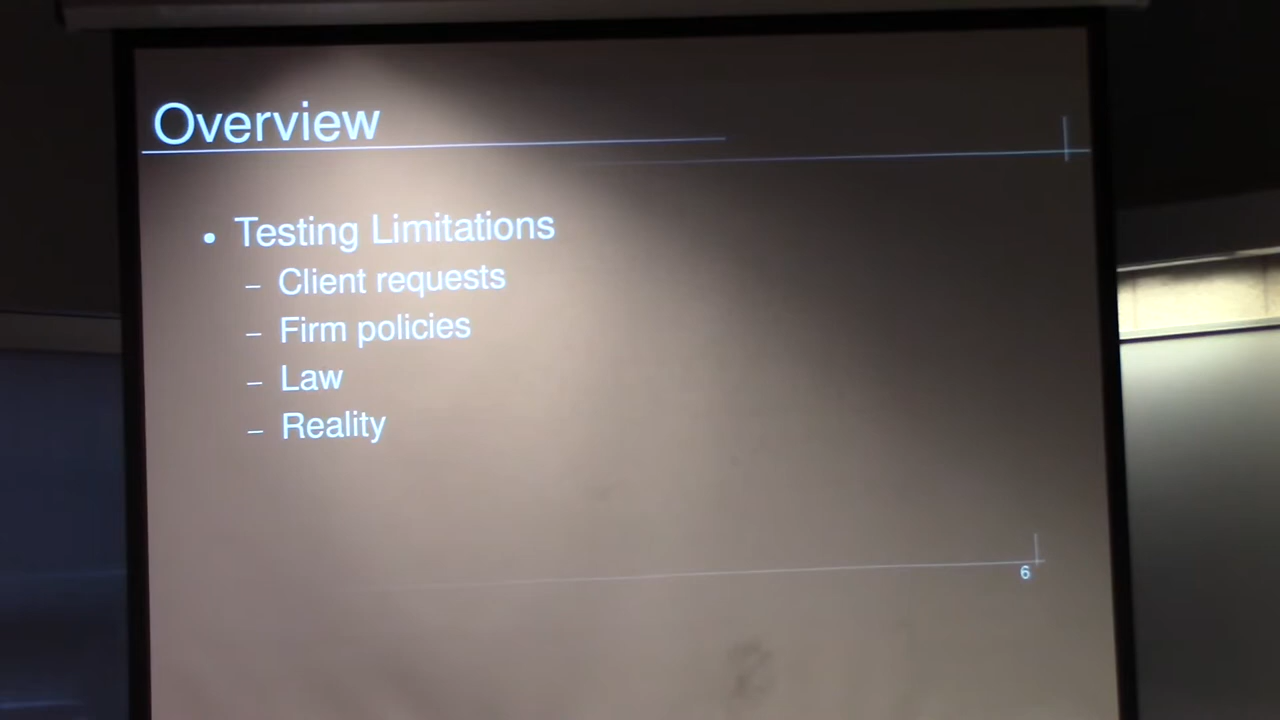 Overview
• Testing Limitations
– Client requests
– Firm policies
– Law
– Reality
6